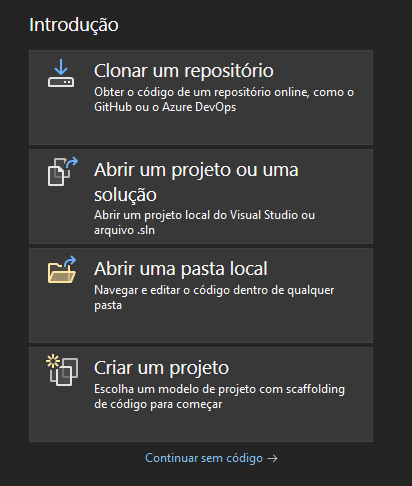 Introdução
Clonar um repositório
Obter o código de um repositório online, como o
GitHub ou o Azure DevOps
Abrir um projeto ou uma
solução
Abrir um projeto local do Visual Studio ou
arquivo .sln
Abrir uma pasta local
Navegar e editar o código dentro de qualquer
pasta
Criar um projeto
Escolha um modelo de projeto com scaffolding
de código para começar
Continuar sem código →